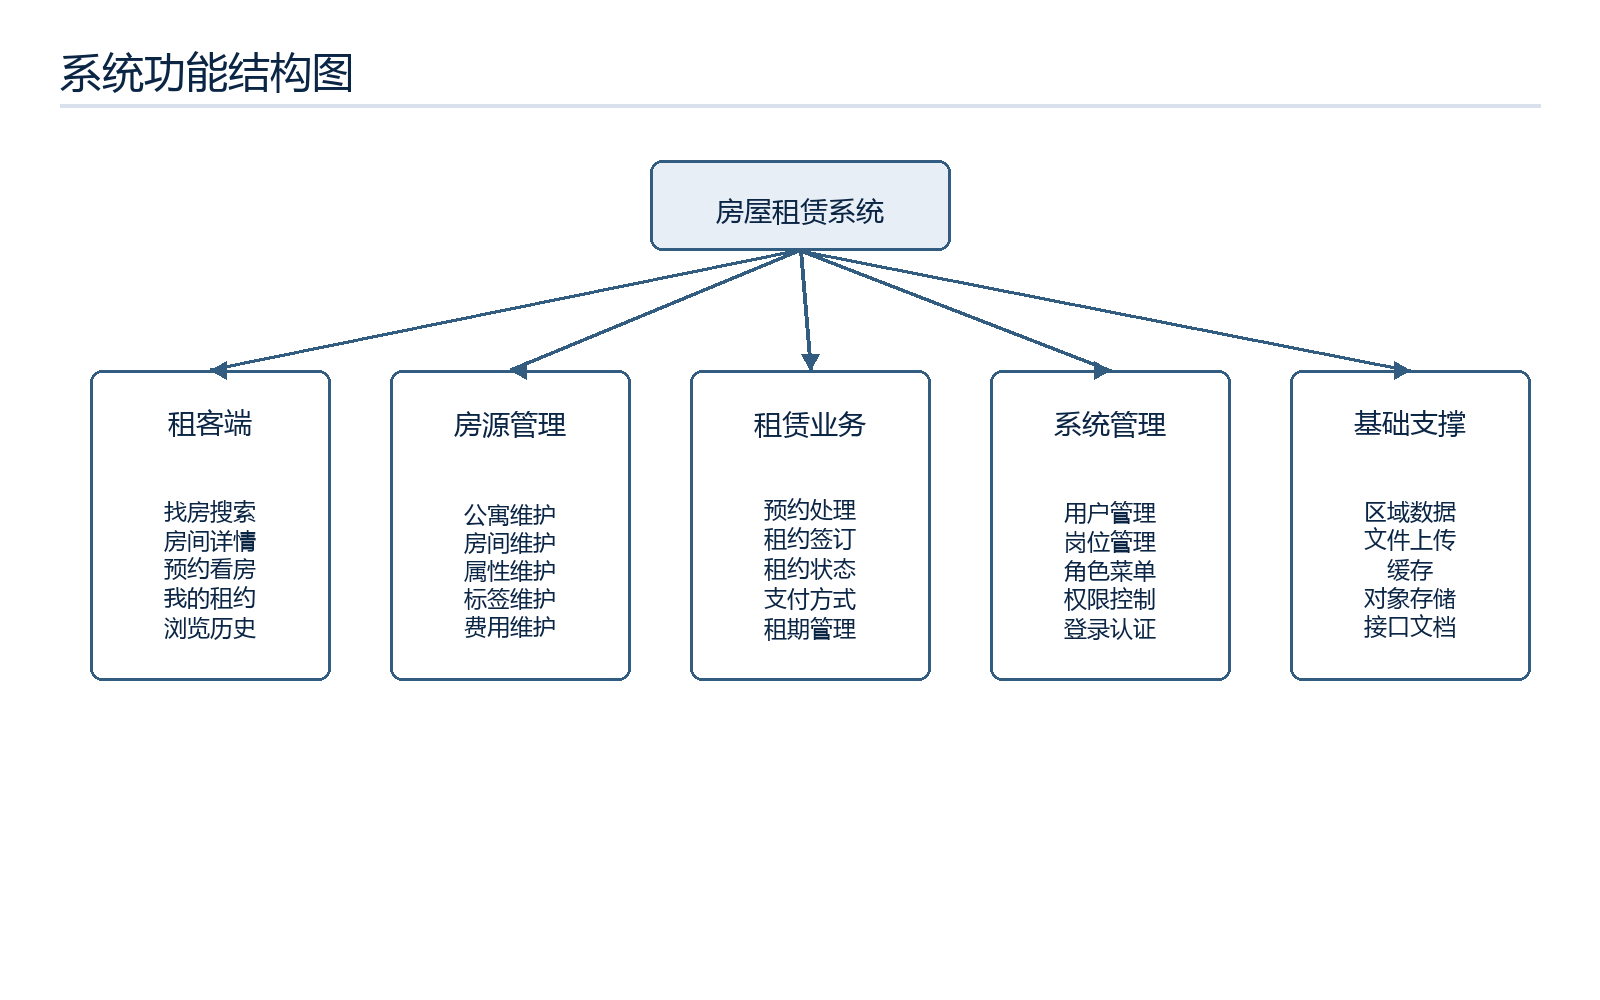 系统功能结构图
房屋租赁系统
租客端
找房搜索
房间详情
预约看房
我的租约
浏览历史
房源管理
公寓维护
房间维护
属性维护
标签维护
费用维护
租赁业务
预约处理
租约签订
租约状态
支付方式
租期管理
系统管理
用户管理
岗位管理
角色菜单
权限控制
登录认证
基础支撑
区域数据
文件上传
缓存
对象存储
接口文档